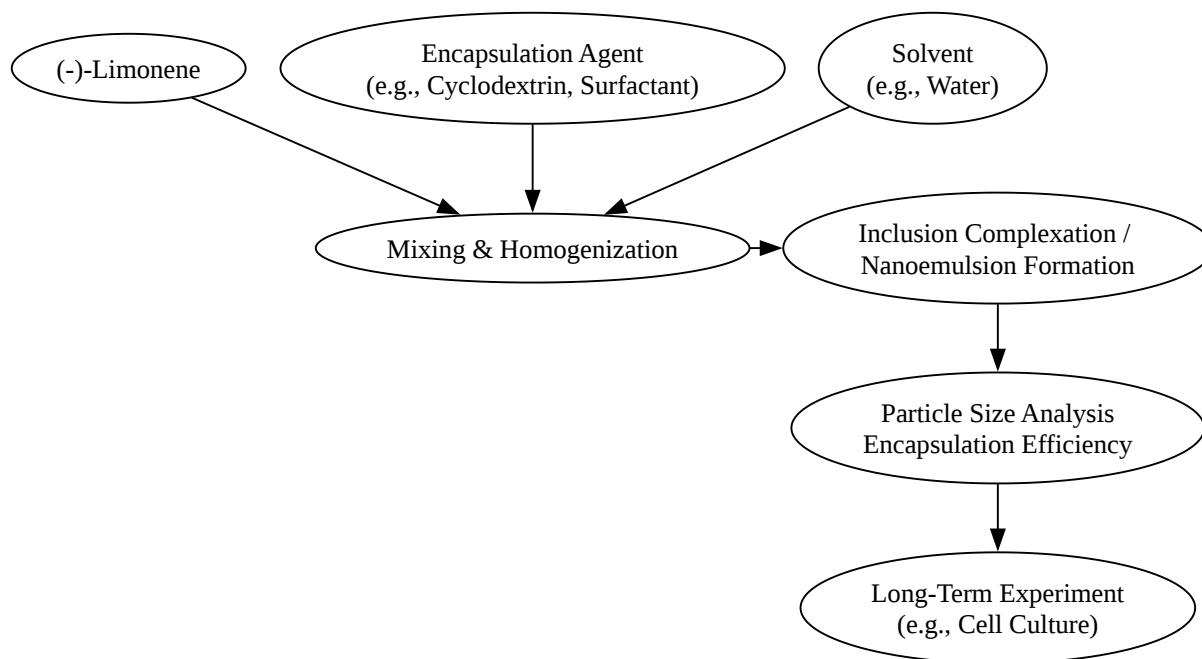 (-)-Limonene
Encapsulation Agent
(e.g., Cyclodextrin, Surfactant)
Solvent
(e.g., Water)
Mixing & Homogenization
Inclusion Complexation /
Nanoemulsion Formation
Particle Size Analysis
Encapsulation Efficiency
Long-Term Experiment
(e.g., Cell Culture)